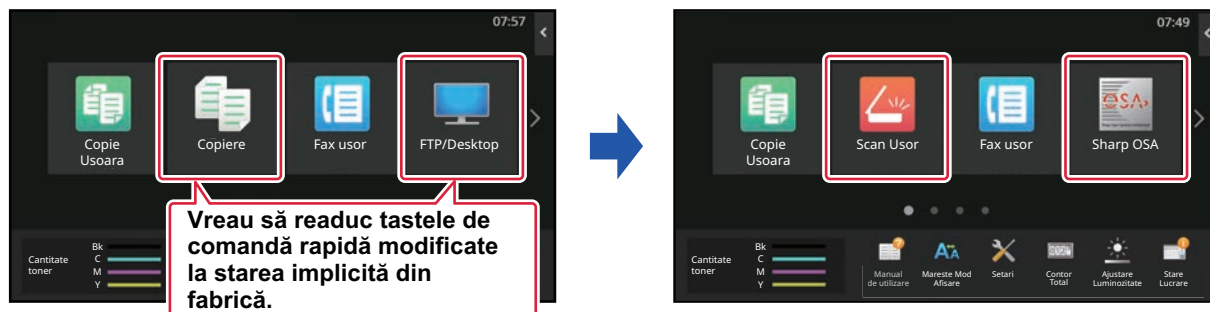 07:57
Copie
Usoara
Copiere
Fax usor
FTP/Desktop
Vreau să readuc tastele de
comandă rapidă modificate
la starea implicită din
fabrică.
Cantitate
toner
Bk
C
M
Y
07:49
Copie
Usoara
Scan Usor
Fax usor
Sharp OSA
Cantitate
toner
Bk
C
M
Y
Manual
de utilizare
Mareste Mod
Afisare
Setari
Contor
Total
Ajustare
Luminozitate
Stare
Lucrare